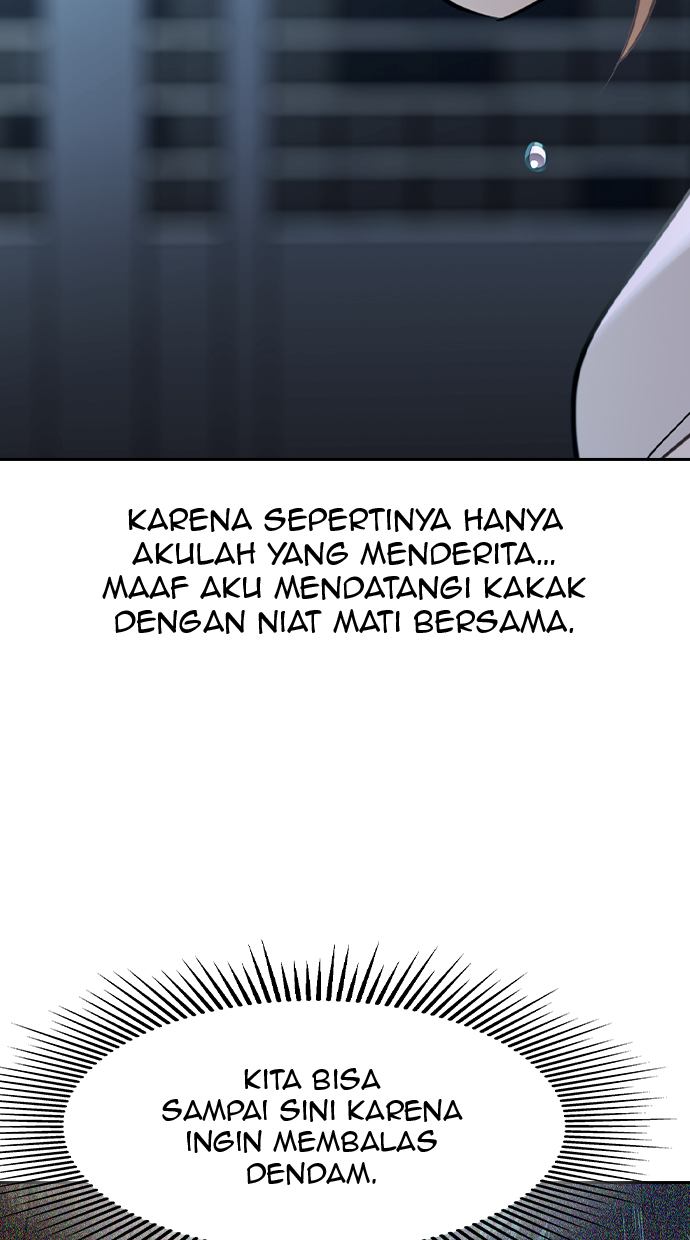 KARENA SEPERTINYA HANYA
AKULAH YANG MENDERITA...
MAAF AKU MENDATANGI KAKAK
DENGAN NIAT MATI BERSAMA.
KITA BISA
SAMPAI SINI KARENA
INGIN MEMBALAS
DENDAM.